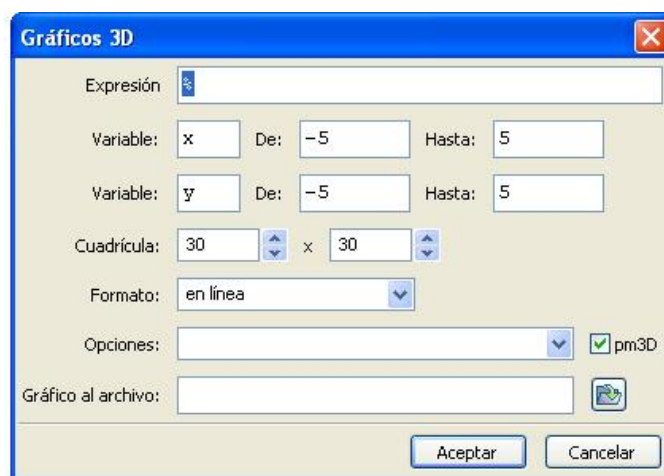 Gráficos 3D
Expresión %
Variable: x De: -5 Hasta: 5
Variable: y De: -5 Hasta: 5
Cuadrícula: 30 x 30
Formato: en línea
Opciones: pm3D
Gráfico al archivo:
Aceptar Cancelar